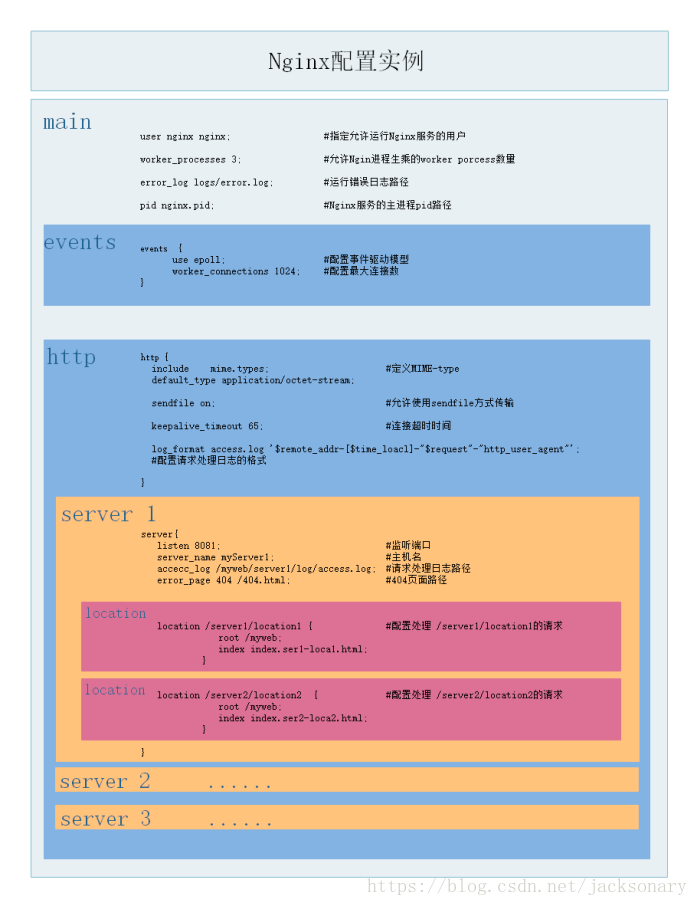 Nginx配置实例
main
user nginx nginx; #指定允许运行Nginx服务的用户
worker_processes 3; #允许Ngin进程生乘的worker porcess数量
error_log logs/error.log; #运行错误日志路径
pid nginx.pid; #Nginx服务的主进程pid路径
events
events {
use epoll; #配置事件驱动模型
worker_connections 1024; #配置最大连接数
}
http
http {
include mime.types; #定义MIME-type
default_type application/octet-stream;
sendfile on; #允许使用sendfile方式传输
keepalive_timeout 65; #连接超时时间
log_format access.log '$remote_addr-[$time_loacl]-"$request"-"http_user_agent"';
#配置请求处理日志的格式
}
server 1
server{
listen 8081; #监听端口
server_name myServer1; #主机名
accecc_log /myweb/server1/log/access.log; #请求处理日志路径
error_page 404 /404.html; #404页面路径
location
location /server1/location1 { #配置处理 /server1/location1的请求
root /myweb;
index index.ser1-loca1.html;
}
location
location /server2/location2 { #配置处理 /server2/location2的请求
root /myweb;
index index.ser2-loca2.html;
}
}
server 2 ......
server 3 ......
https://blog.csdn.net/jacksonary